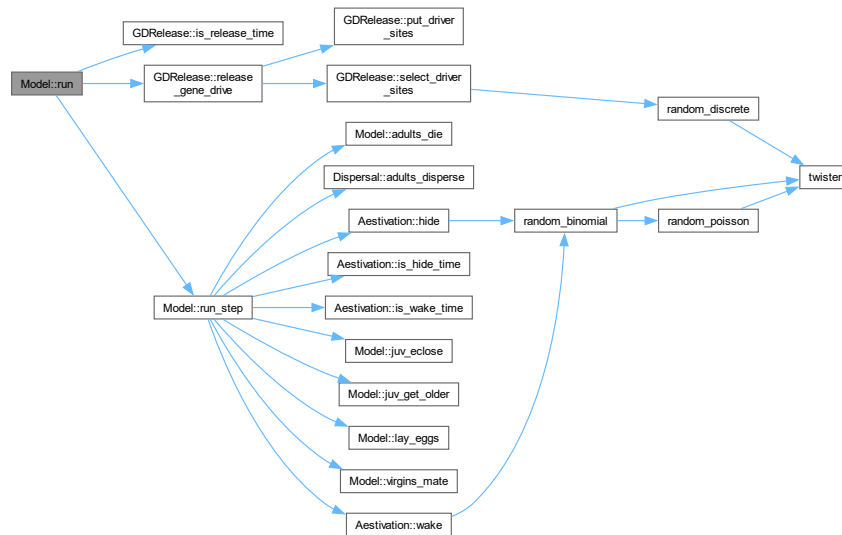 Model::run
GDRelease::is_release_time
GDRelease::release
_gene_drive
GDRelease::put_driver
_sites
GDRelease::select_driver
_sites
random_discrete
twister
Model::run_step
Model::adults_die
Dispersal::adults_disperse
Aestivation::hide
random_binomial
random_poisson
Aestivation::is_hide_time
Aestivation::is_wake_time
Model::juv_eclose
Model::juv_get_older
Model::lay_eggs
Model::virgins_mate
Aestivation::wake